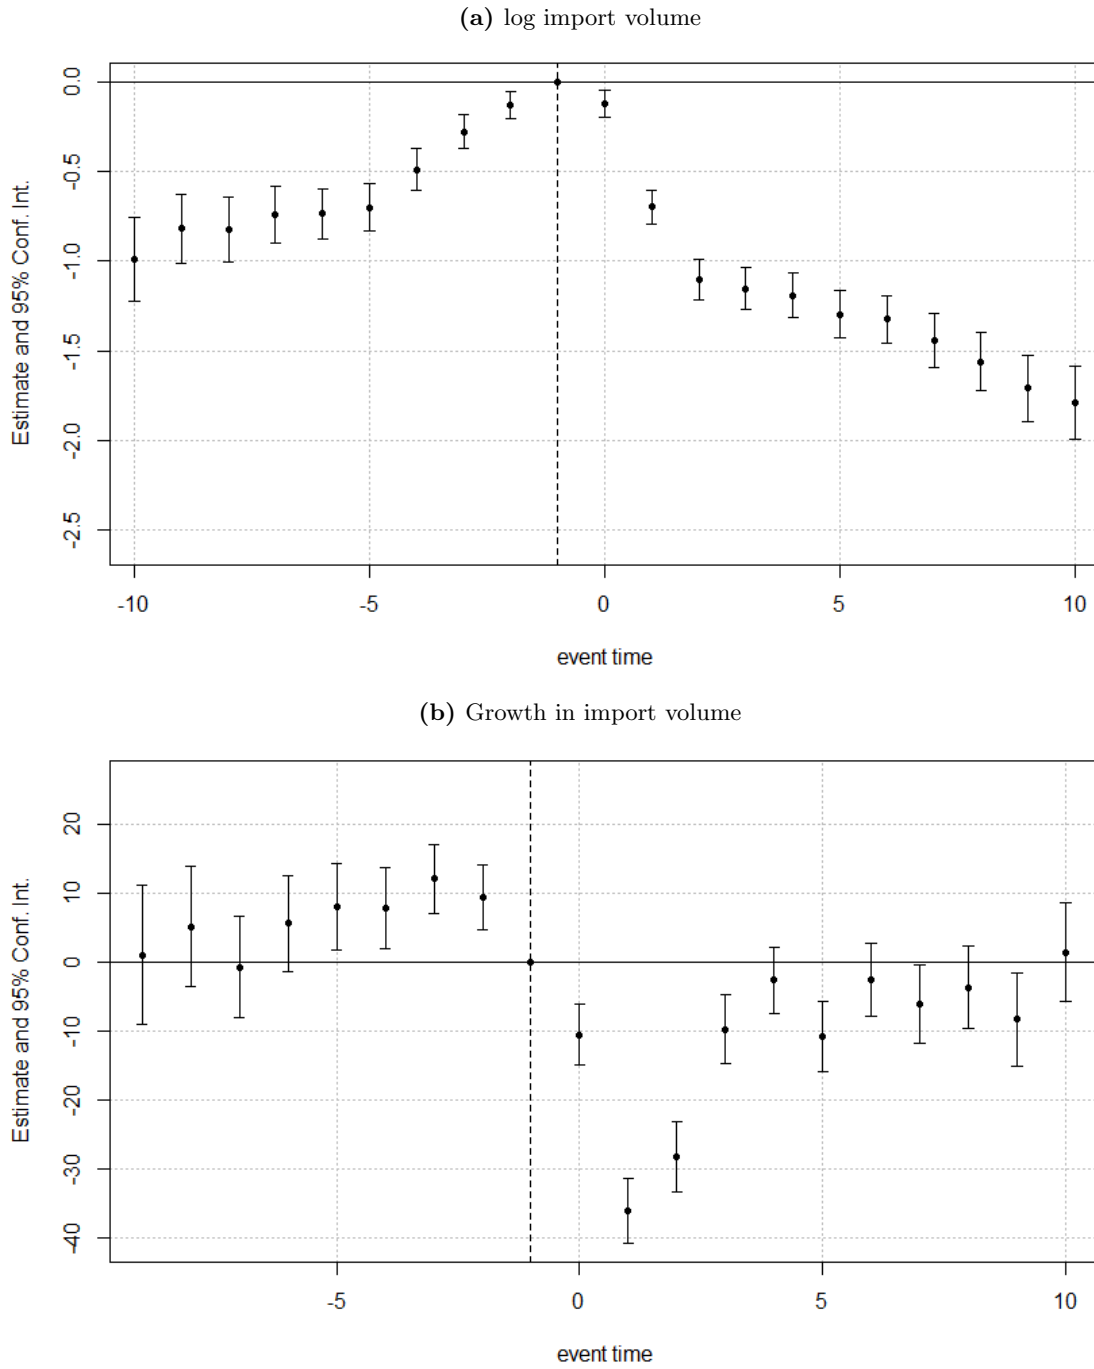 (a) log import volume
Estimate and 95% Conf. Int.
0.0
-0.5
-1.0
-1.5
-2.0
-2.5
-10 -5 0 5 10
event time
(b) Growth in import volume
Estimate and 95% Conf. Int.
20
10
0
-10
-20
-30
-40
-5 0 5 10
event time